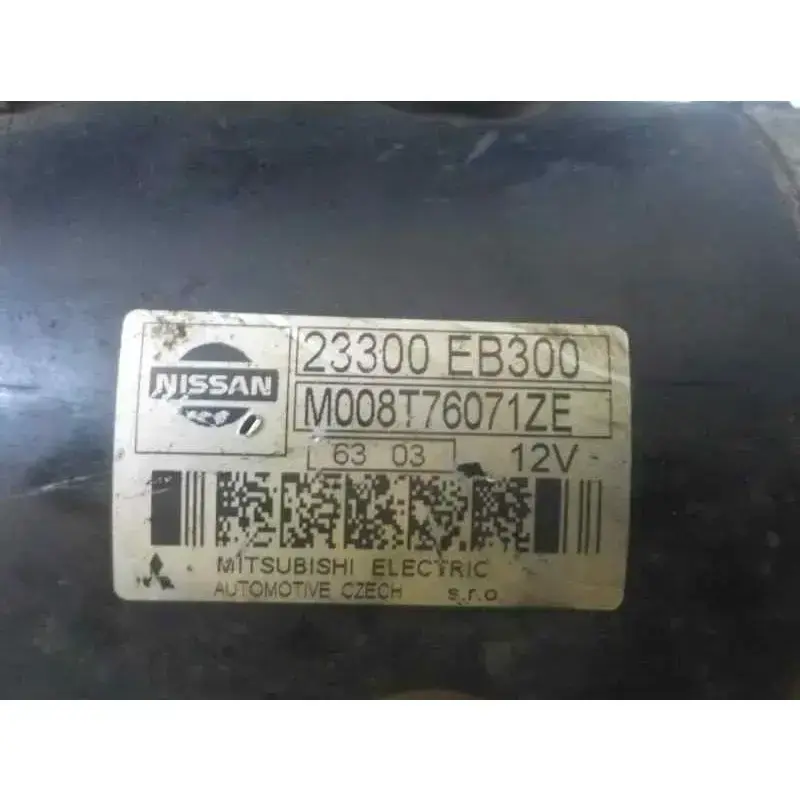 NISSAN
23300 EB300
M008T76071ZE
63 03 12V
MITSUBISHI ELECTRIC
AUTOMOTIVE CZECH s.r.o